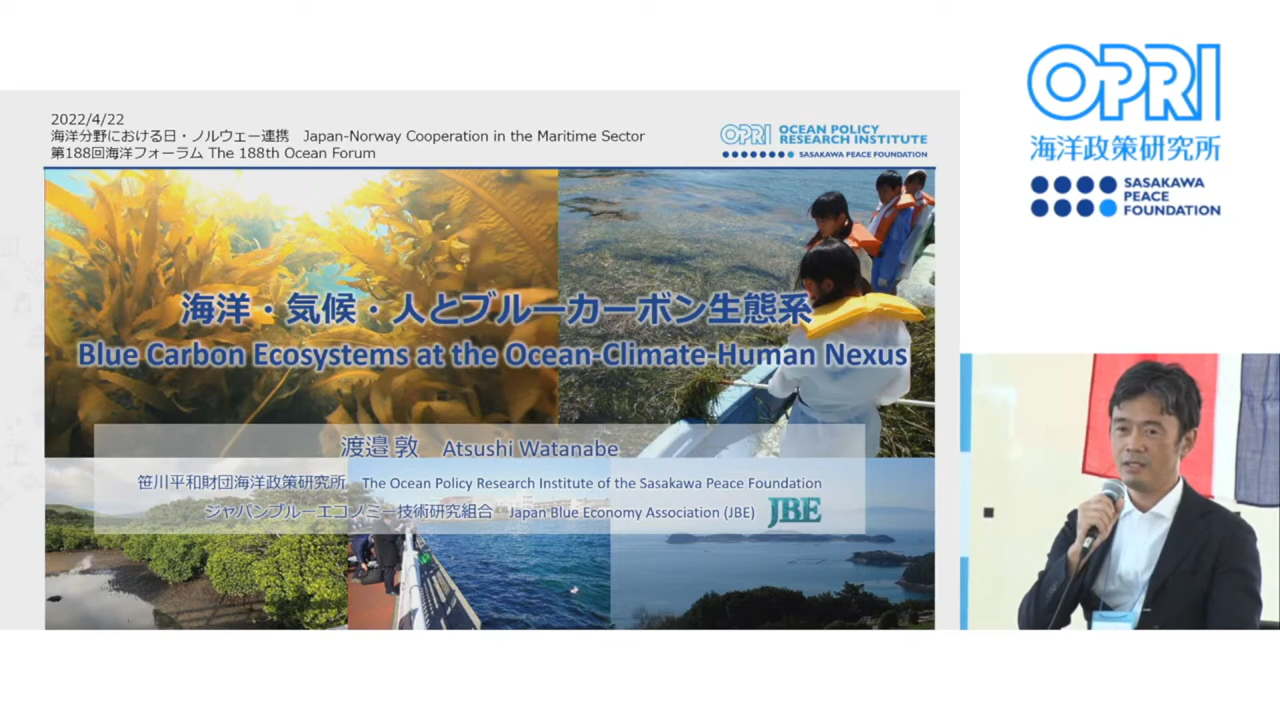 2022/4/22
海洋分野における日・ノルウェー連携 Japan-Norway Cooperation in the Maritime Sector
第188回海洋フォーラム The 188th Ocean Forum
OPRI OCEAN POLICY
RESEARCH INSTITUTE
SASAKAWA PEACE FOUNDATION
海洋・気候・人とブルーカーボン生態系
Blue Carbon Ecosystems at the Ocean-Climate-Human Nexus
渡邉 敦 Atsushi Watanabe
笹川平和財団海洋政策研究所 The Ocean Policy Research Institute of the Sasakawa Peace Foundation
ジャパンブルーエコノミー技術研究組合 Japan Blue Economy Association (JBE) JBE
OPRI
海洋政策研究所
SASAKAWA
PEACE
FOUNDATION